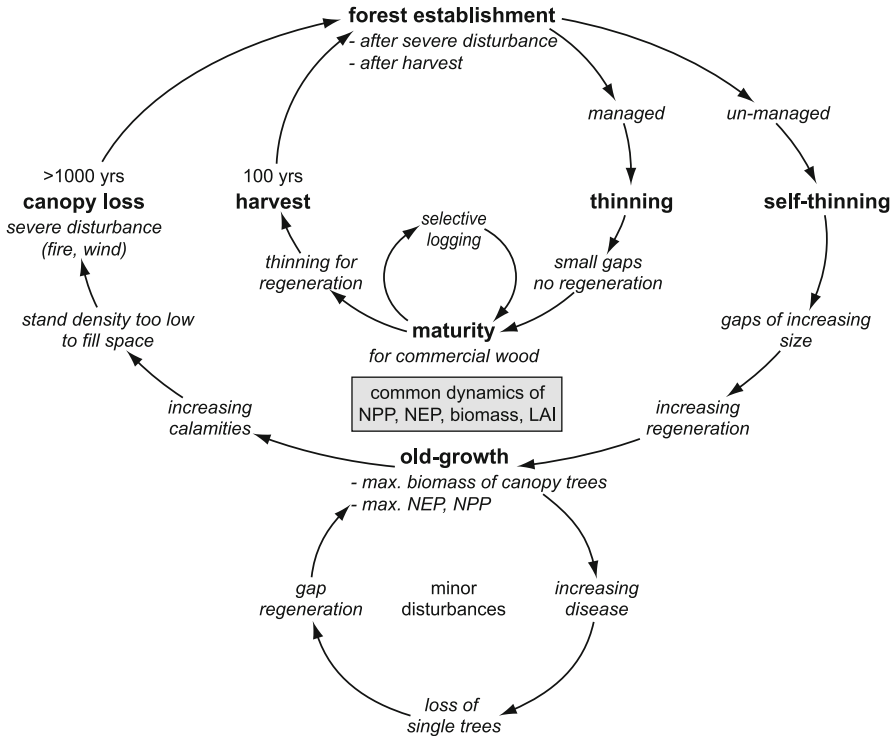 forest establishment
- after severe disturbance
- after harvest
managed
un-managed
>1000 yrs
canopy loss
severe disturbance
(fire, wind)
100 yrs
harvest
thinning
self-thinning
selective
logging
thinning for
regeneration
small gaps
no regeneration
stand density too low
to fill space
maturity
for commercial wood
gaps of increasing
size
common dynamics of
NPP, NEP, biomass, LAI
increasing
calamities
increasing
regeneration
old-growth
- max. biomass of canopy trees
- max. NEP, NPP
gap
regeneration
minor
disturbances
increasing
disease
loss of
single trees